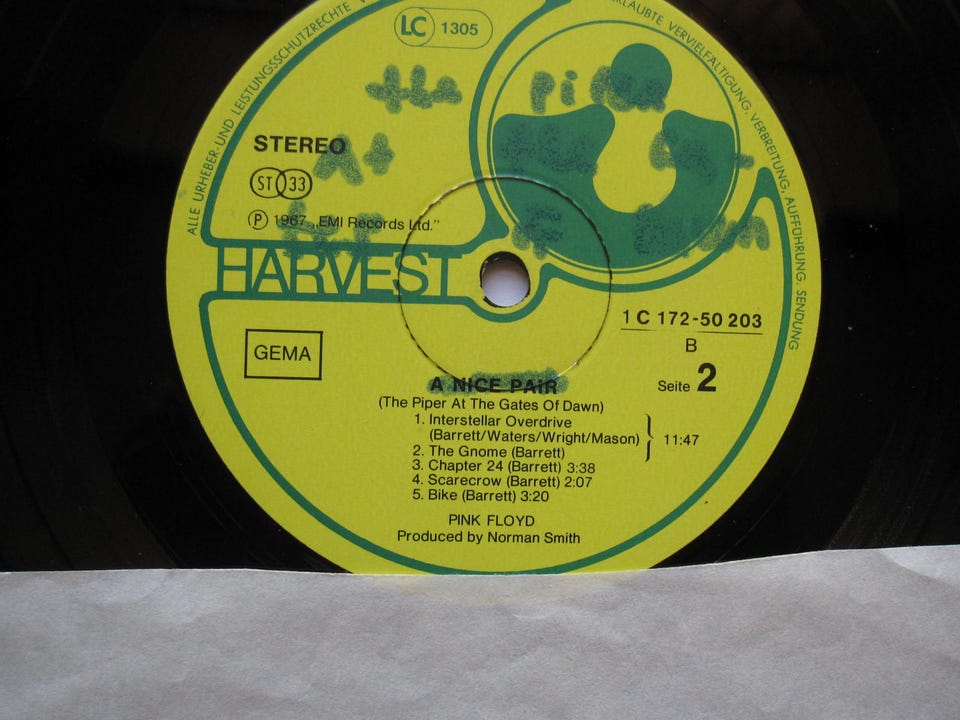 ALLE URHEBER- UND LEISTUNGSSCHUTZRECHTE
VERVIELFÄLTIGUNG, VERBREITUNG, AUFFÜHRUNG, SENDUNG
LC 1305
the piper
At
STEREO
ST 33
P 1967 „EMI Records Ltd."
HARVEST
1 C 172-50 203
B
Seite 2
GEMA
A NICE PAIR
(The Piper At The Gates Of Dawn)
1. Interstellar Overdrive
(Barrett/Waters/Wright/Mason)
11:47
2. The Gnome (Barrett)
3. Chapter 24 (Barrett) 3:38
4. Scarecrow (Barrett) 2:07
5. Bike (Barrett) 3:20
PINK FLOYD
Produced by Norman Smith